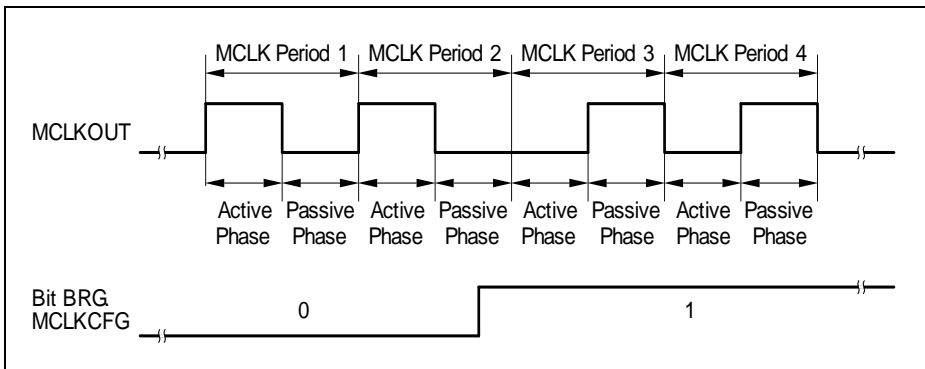 MCLK Period 1 MCLK Period 2 MCLK Period 3 MCLK Period 4
MCLKOUT
Active Passive Active Passive Active Passive Active Passive
Phase Phase Phase Phase Phase Phase Phase Phase
Bit BRG.
MCLKCFG
0 1